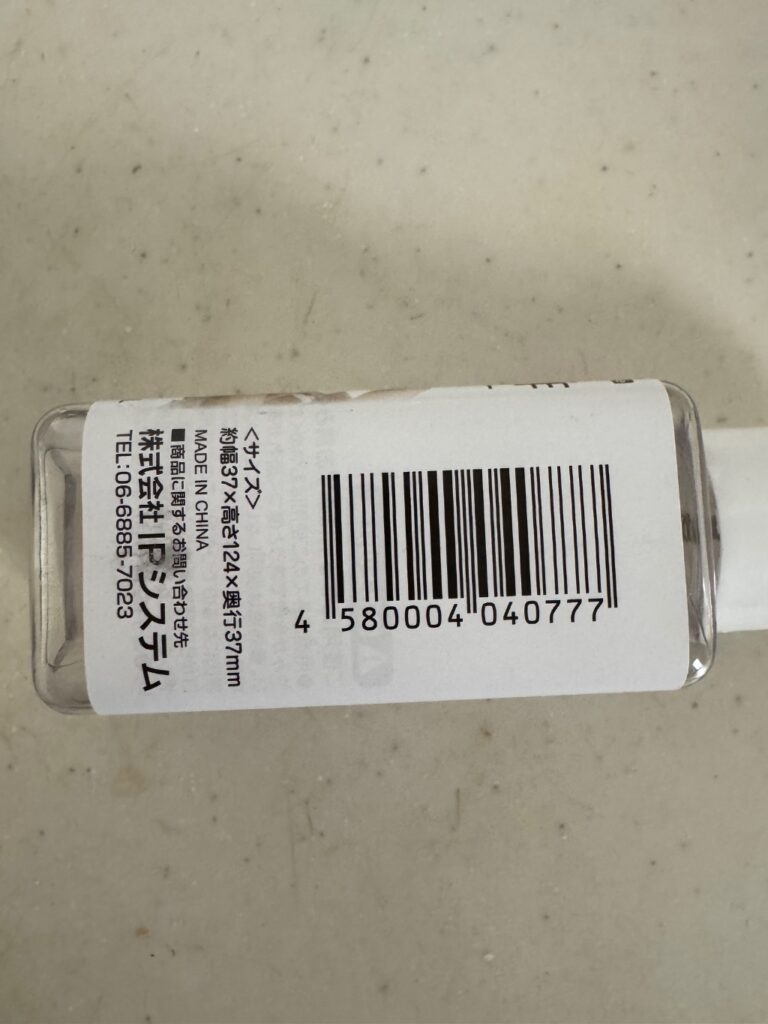 <サイズ>
約幅37×高さ124×奥行37mm
MADE IN CHINA
■商品に関するお問い合わせ先
株式会社 IPシステム
TEL:06-6885-7023
4 580004 040777